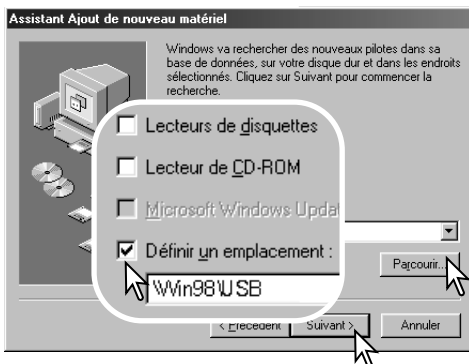 Assistant Ajout de nouveau matériel
Windows va rechercher des nouveaux pilotes dans sa
base de données, sur votre disque dur et dans les endroits
sélectionnés. Cliquez sur Suivant pour commencer la
recherche.
Lecteurs de disquettes
Lecteur de CD-ROM
Microsoft Windows Updat
Définir un emplacement :
\Win98\USB
Parcourir...
< Précédent
Suivant >
Annuler